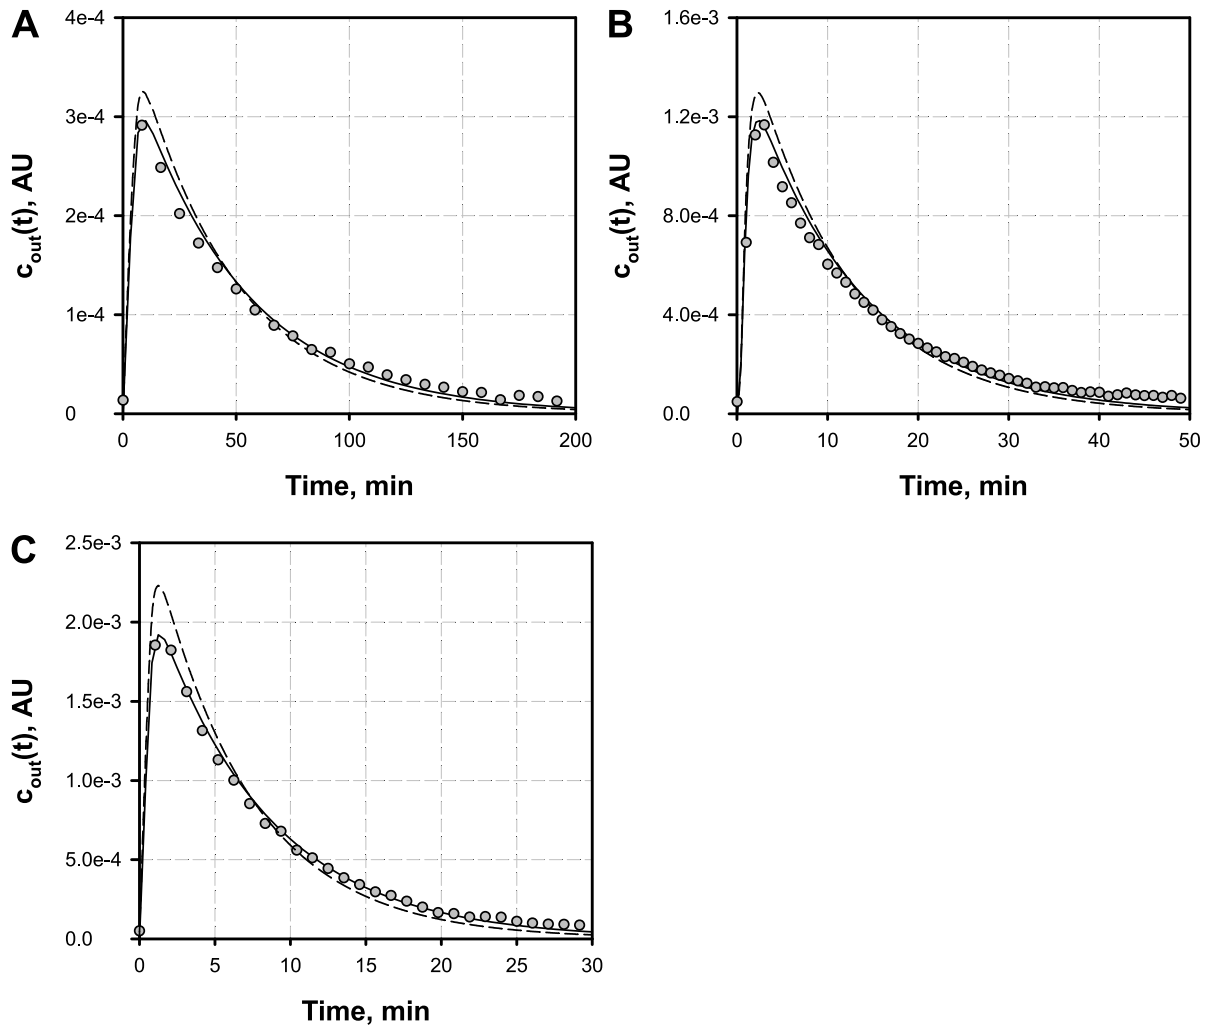 A
B
4e-4
3e-4
2e-4
1e-4
0
c_out(t), AU
0 50 100 150 200
Time, min
1.6e-3
1.2e-3
8.0e-4
4.0e-4
0.0
c_out(t), AU
0 10 20 30 40 50
Time, min
C
2.5e-3
2.0e-3
1.5e-3
1.0e-3
5.0e-4
0.0
c_out(t), AU
0 5 10 15 20 25 30
Time, min